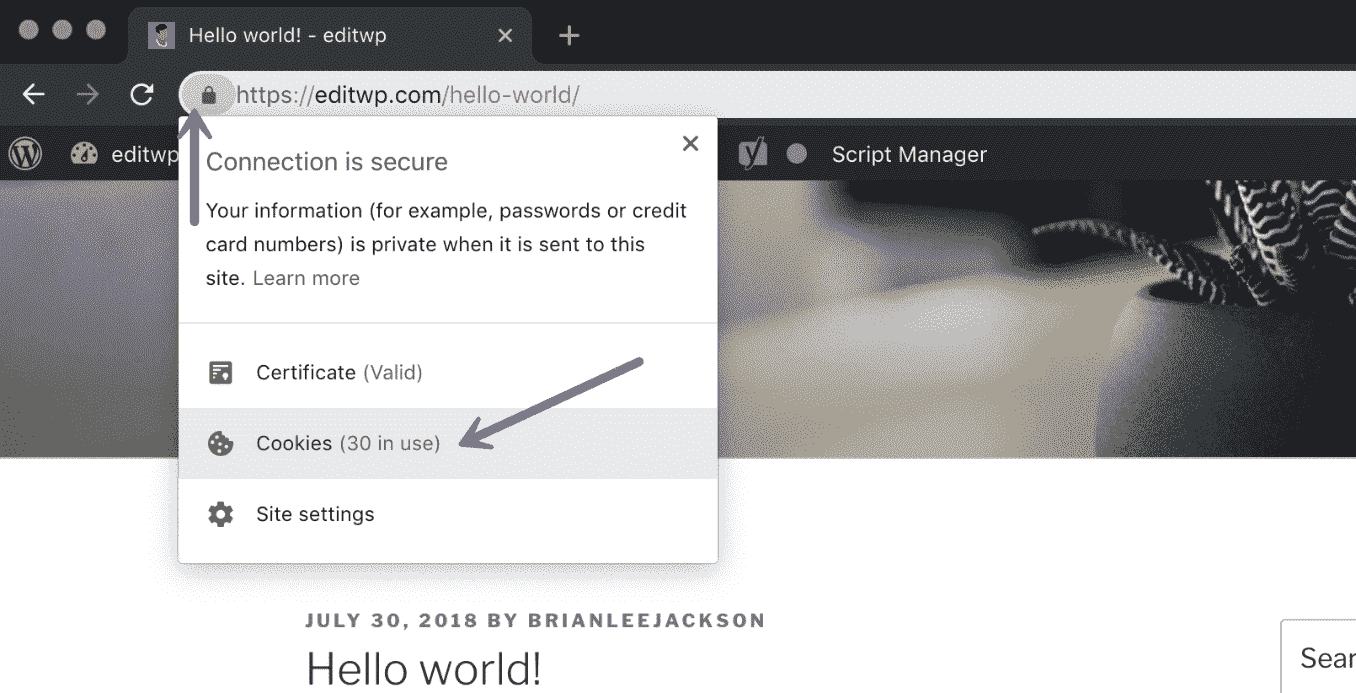 Hello world! - editwp
https://editwp.com/hello-world/
editwp
Script Manager
Connection is secure
Your information (for example, passwords or credit
card numbers) is private when it is sent to this
site. Learn more
Certificate (Valid)
Cookies (30 in use)
Site settings
JULY 30, 2018 BY BRIANLEEJACKSON
Hello world!
Sear